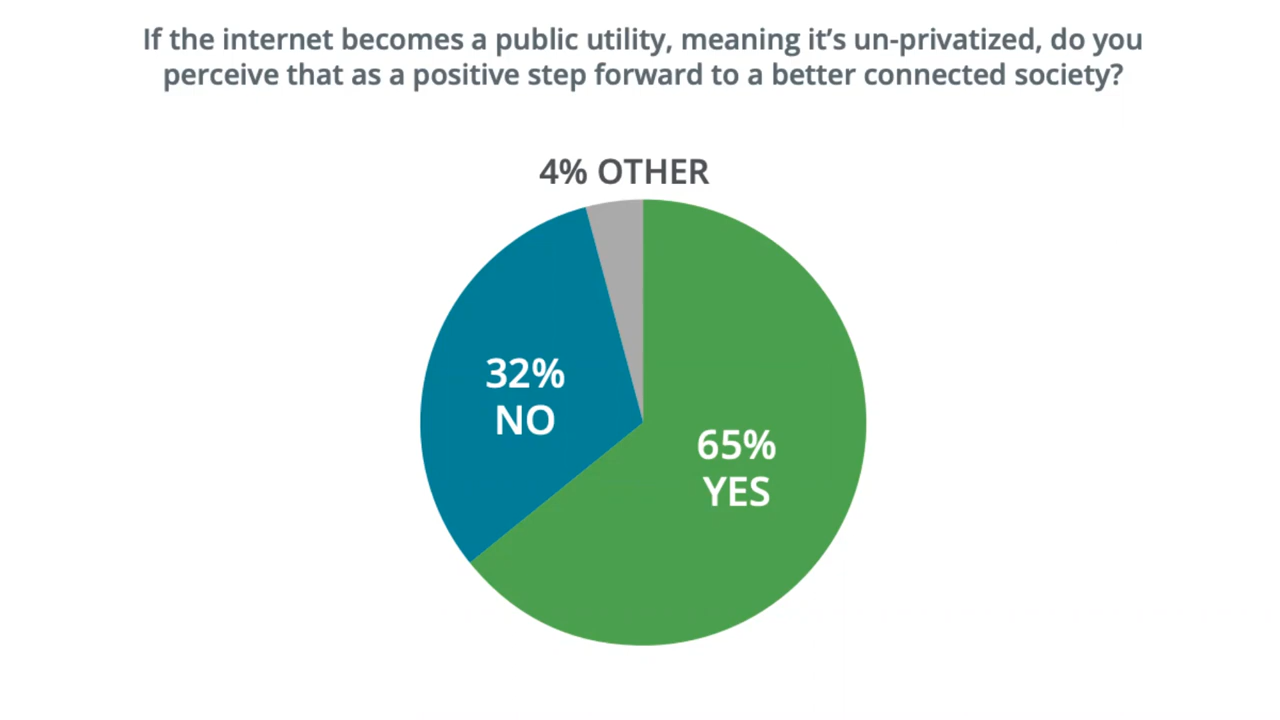 If the internet becomes a public utility, meaning it’s un-privatized, do you
perceive that as a positive step forward to a better connected society?
4% OTHER
32%
NO
65%
YES